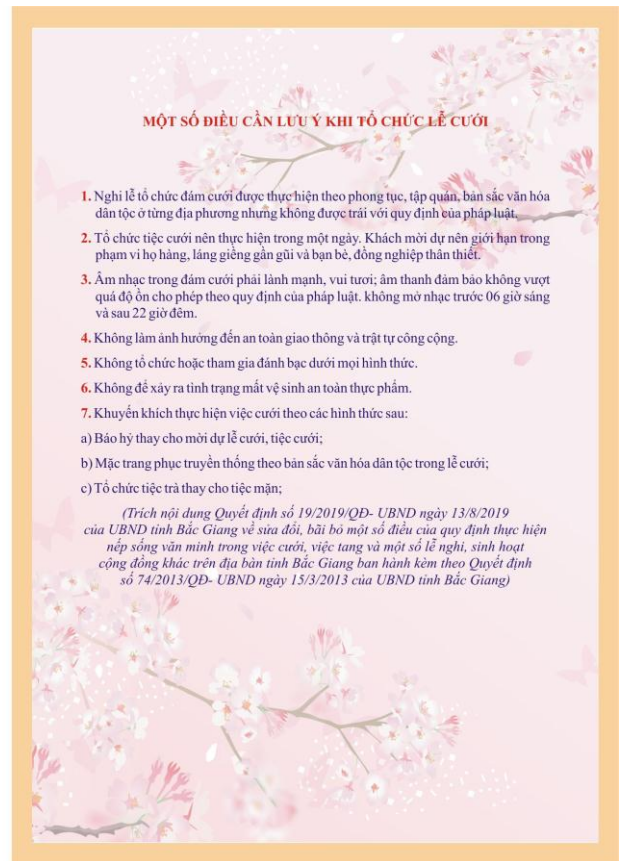 MỘT SỐ ĐIỀU CẦN LƯU Ý KHI TỔ CHỨC LỄ CƯỚI
1. Nghi lễ tổ chức đám cưới được thực hiện theo phong tục, tập quán, bản sắc văn hóa
dân tộc ở từng địa phương nhưng không được trái với quy định của pháp luật.
2. Tổ chức tiệc cưới nên thực hiện trong một ngày. Khách mời dự nên giới hạn trong
phạm vi họ hàng, láng giềng gần gũi và bạn bè, đồng nghiệp thân thiết.
3. Âm nhạc trong đám cưới phải lành mạnh, vui tươi; âm thanh đảm bảo không vượt
quá độ ồn cho phép theo quy định của pháp luật. không mở nhạc trước 06 giờ sáng
và sau 22 giờ đêm.
4. Không làm ảnh hưởng đến an toàn giao thông và trật tự công cộng.
5. Không tổ chức hoặc tham gia đánh bạc dưới mọi hình thức.
6. Không để xảy ra tình trạng mất vệ sinh an toàn thực phẩm.
7. Khuyến khích thực hiện việc cưới theo các hình thức sau:
a) Báo hỷ thay cho mời dự lễ cưới, tiệc cưới;
b) Mặc trang phục truyền thống theo bản sắc văn hóa dân tộc trong lễ cưới;
c) Tổ chức tiệc trà thay cho tiệc mặn;
(Trích nội dung Quyết định số 19/2019/QĐ- UBND ngày 13/8/2019
của UBND tỉnh Bắc Giang về sửa đổi, bãi bỏ một số điều của quy định thực hiện
nếp sống văn minh trong việc cưới, việc tang và một số lễ nghi, sinh hoạt
cộng đồng khác trên địa bàn tỉnh Bắc Giang ban hành kèm theo Quyết định
số 74/2013/QĐ- UBND ngày 15/3/2013 của UBND tỉnh Bắc Giang)